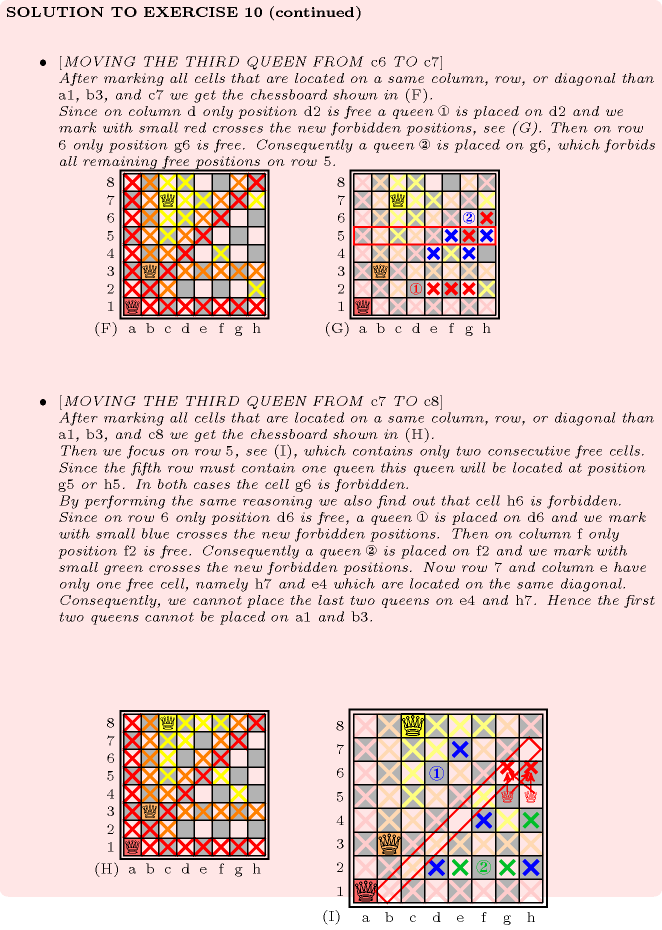 SOLUTION TO EXERCISE 10 (continued)
• [MOVING THE THIRD QUEEN FROM c6 TO c7]
After marking all cells that are located on a same column, row, or diagonal than
a1, b3, and c7 we get the chessboard shown in (F).
Since on column d only position d2 is free a queen ① is placed on d2 and we
mark with small red crosses the new forbidden positions, see (G). Then on row
6 only position g6 is free. Consequently a queen ② is placed on g6, which forbids
all remaining free positions on row 5.
8
7
6
5
4
3
2
1
(F) a b c d e f g h
8
7
6 ②
5
4
3
2 ①
1
(G) a b c d e f g h
• [MOVING THE THIRD QUEEN FROM c7 TO c8]
After marking all cells that are located on a same column, row, or diagonal than
a1, b3, and c8 we get the chessboard shown in (H).
Then we focus on row 5, see (I), which contains only two consecutive free cells.
Since the fifth row must contain one queen this queen will be located at position
g5 or h5. In both cases the cell g6 is forbidden.
By performing the same reasoning we also find out that cell h6 is forbidden.
Since on row 6 only position d6 is free, a queen ① is placed on d6 and we mark
with small blue crosses the new forbidden positions. Then on column f only
position f2 is free. Consequently a queen ② is placed on f2 and we mark with
small green crosses the new forbidden positions. Now row 7 and column e have
only one free cell, namely h7 and e4 which are located on the same diagonal.
Consequently, we cannot place the last two queens on e4 and h7. Hence the first
two queens cannot be placed on a1 and b3.
8
7
6
5
4
3
2
1
(H) a b c d e f g h
8
7
6 ①
5
4
3
2 ②
1
(I) a b c d e f g h